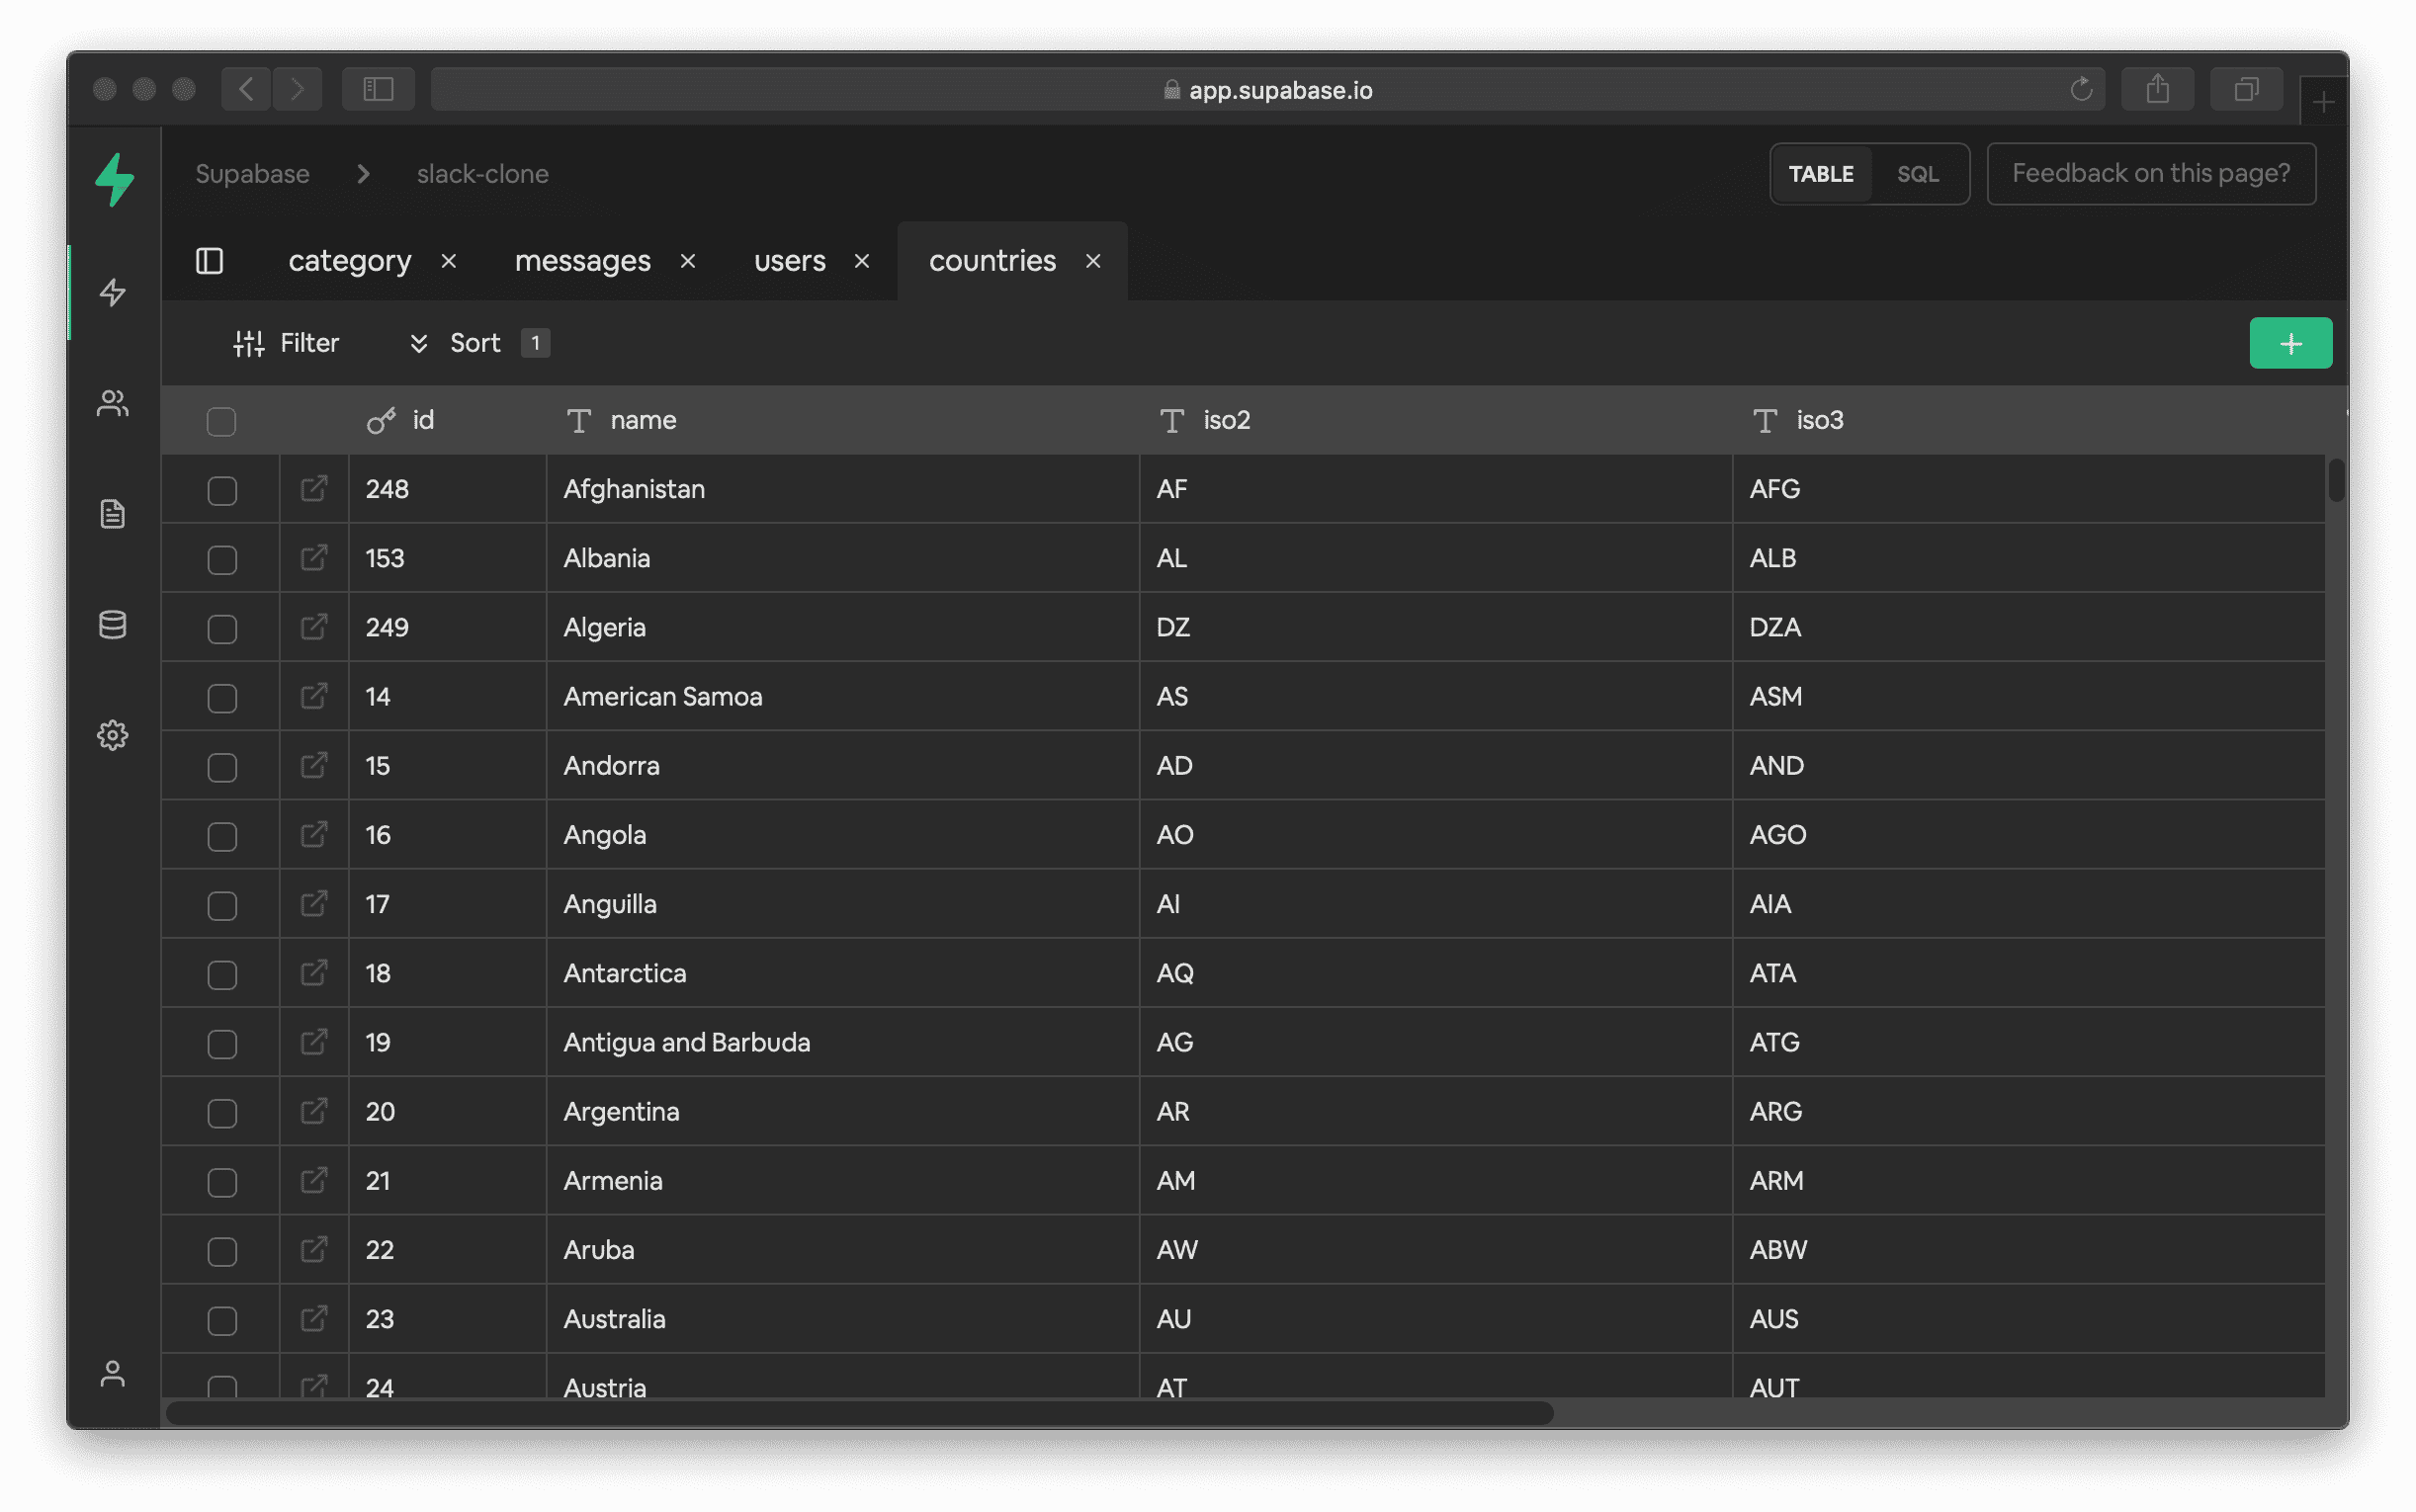 app.supabase.io
Supabase > slack-clone TABLE SQL Feedback on this page?
category × messages × users × countries ×
Filter Sort 1 +
id name iso2 iso3
248 Afghanistan AF AFG
153 Albania AL ALB
249 Algeria DZ DZA
14 American Samoa AS ASM
15 Andorra AD AND
16 Angola AO AGO
17 Anguilla AI AIA
18 Antarctica AQ ATA
19 Antigua and Barbuda AG ATG
20 Argentina AR ARG
21 Armenia AM ARM
22 Aruba AW ABW
23 Australia AU AUS
24 Austria AT AUT